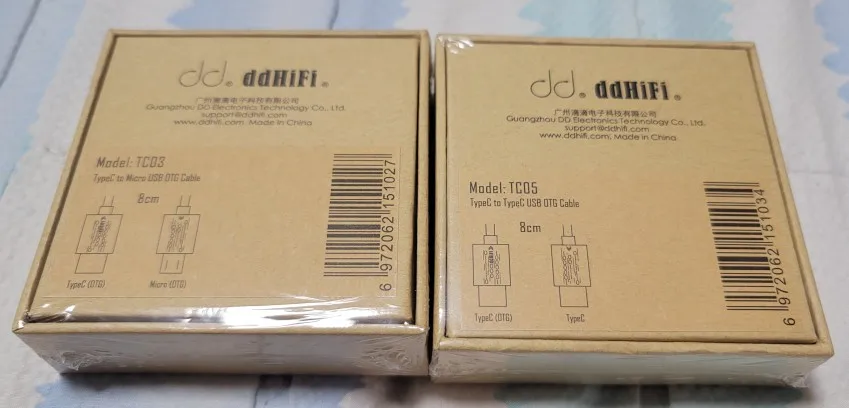 dd® ddHiFi®
广州滴滴电子科技有限公司
Guangzhou DD Electronics Technology Co., Ltd.
support@ddhifi.com
www.ddhifi.com, Made in China
Model: TC03
TypeC to Micro USB OTG Cable
8cm
TypeC (OTG)
Micro (OTG)
6 972062 151027
dd® ddHiFi®
广州滴滴电子科技有限公司
Guangzhou DD Electronics Technology Co., Ltd.
support@ddhifi.com
www.ddhifi.com, Made in China
Model: TC05
TypeC to TypeC USB OTG Cable
8cm
TypeC (OTG)
TypeC
6 972062 151034